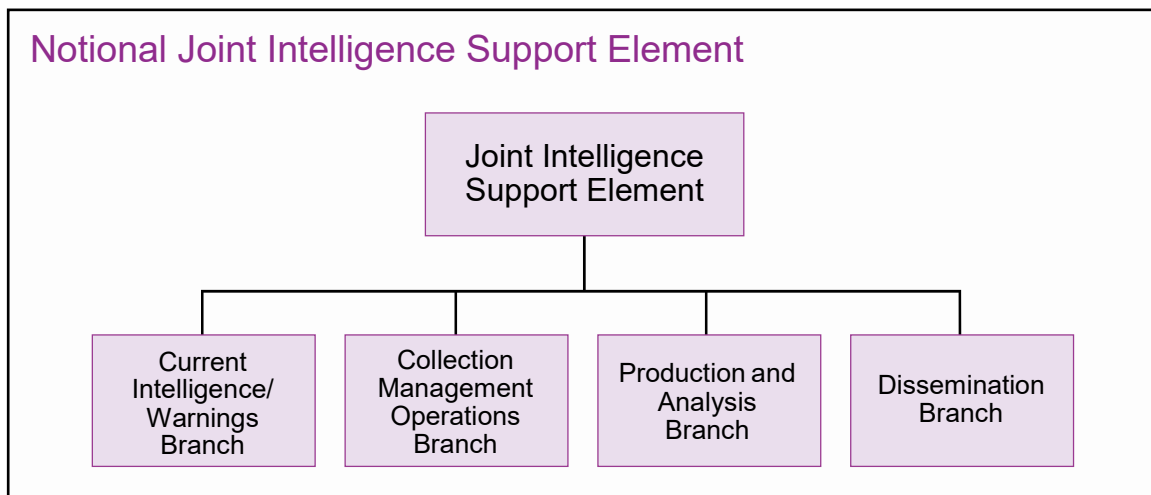 Notional Joint Intelligence Support Element
Joint Intelligence
Support Element
Current
Intelligence/
Warnings
Branch
Collection
Management
Operations
Branch
Production and
Analysis
Branch
Dissemination
Branch